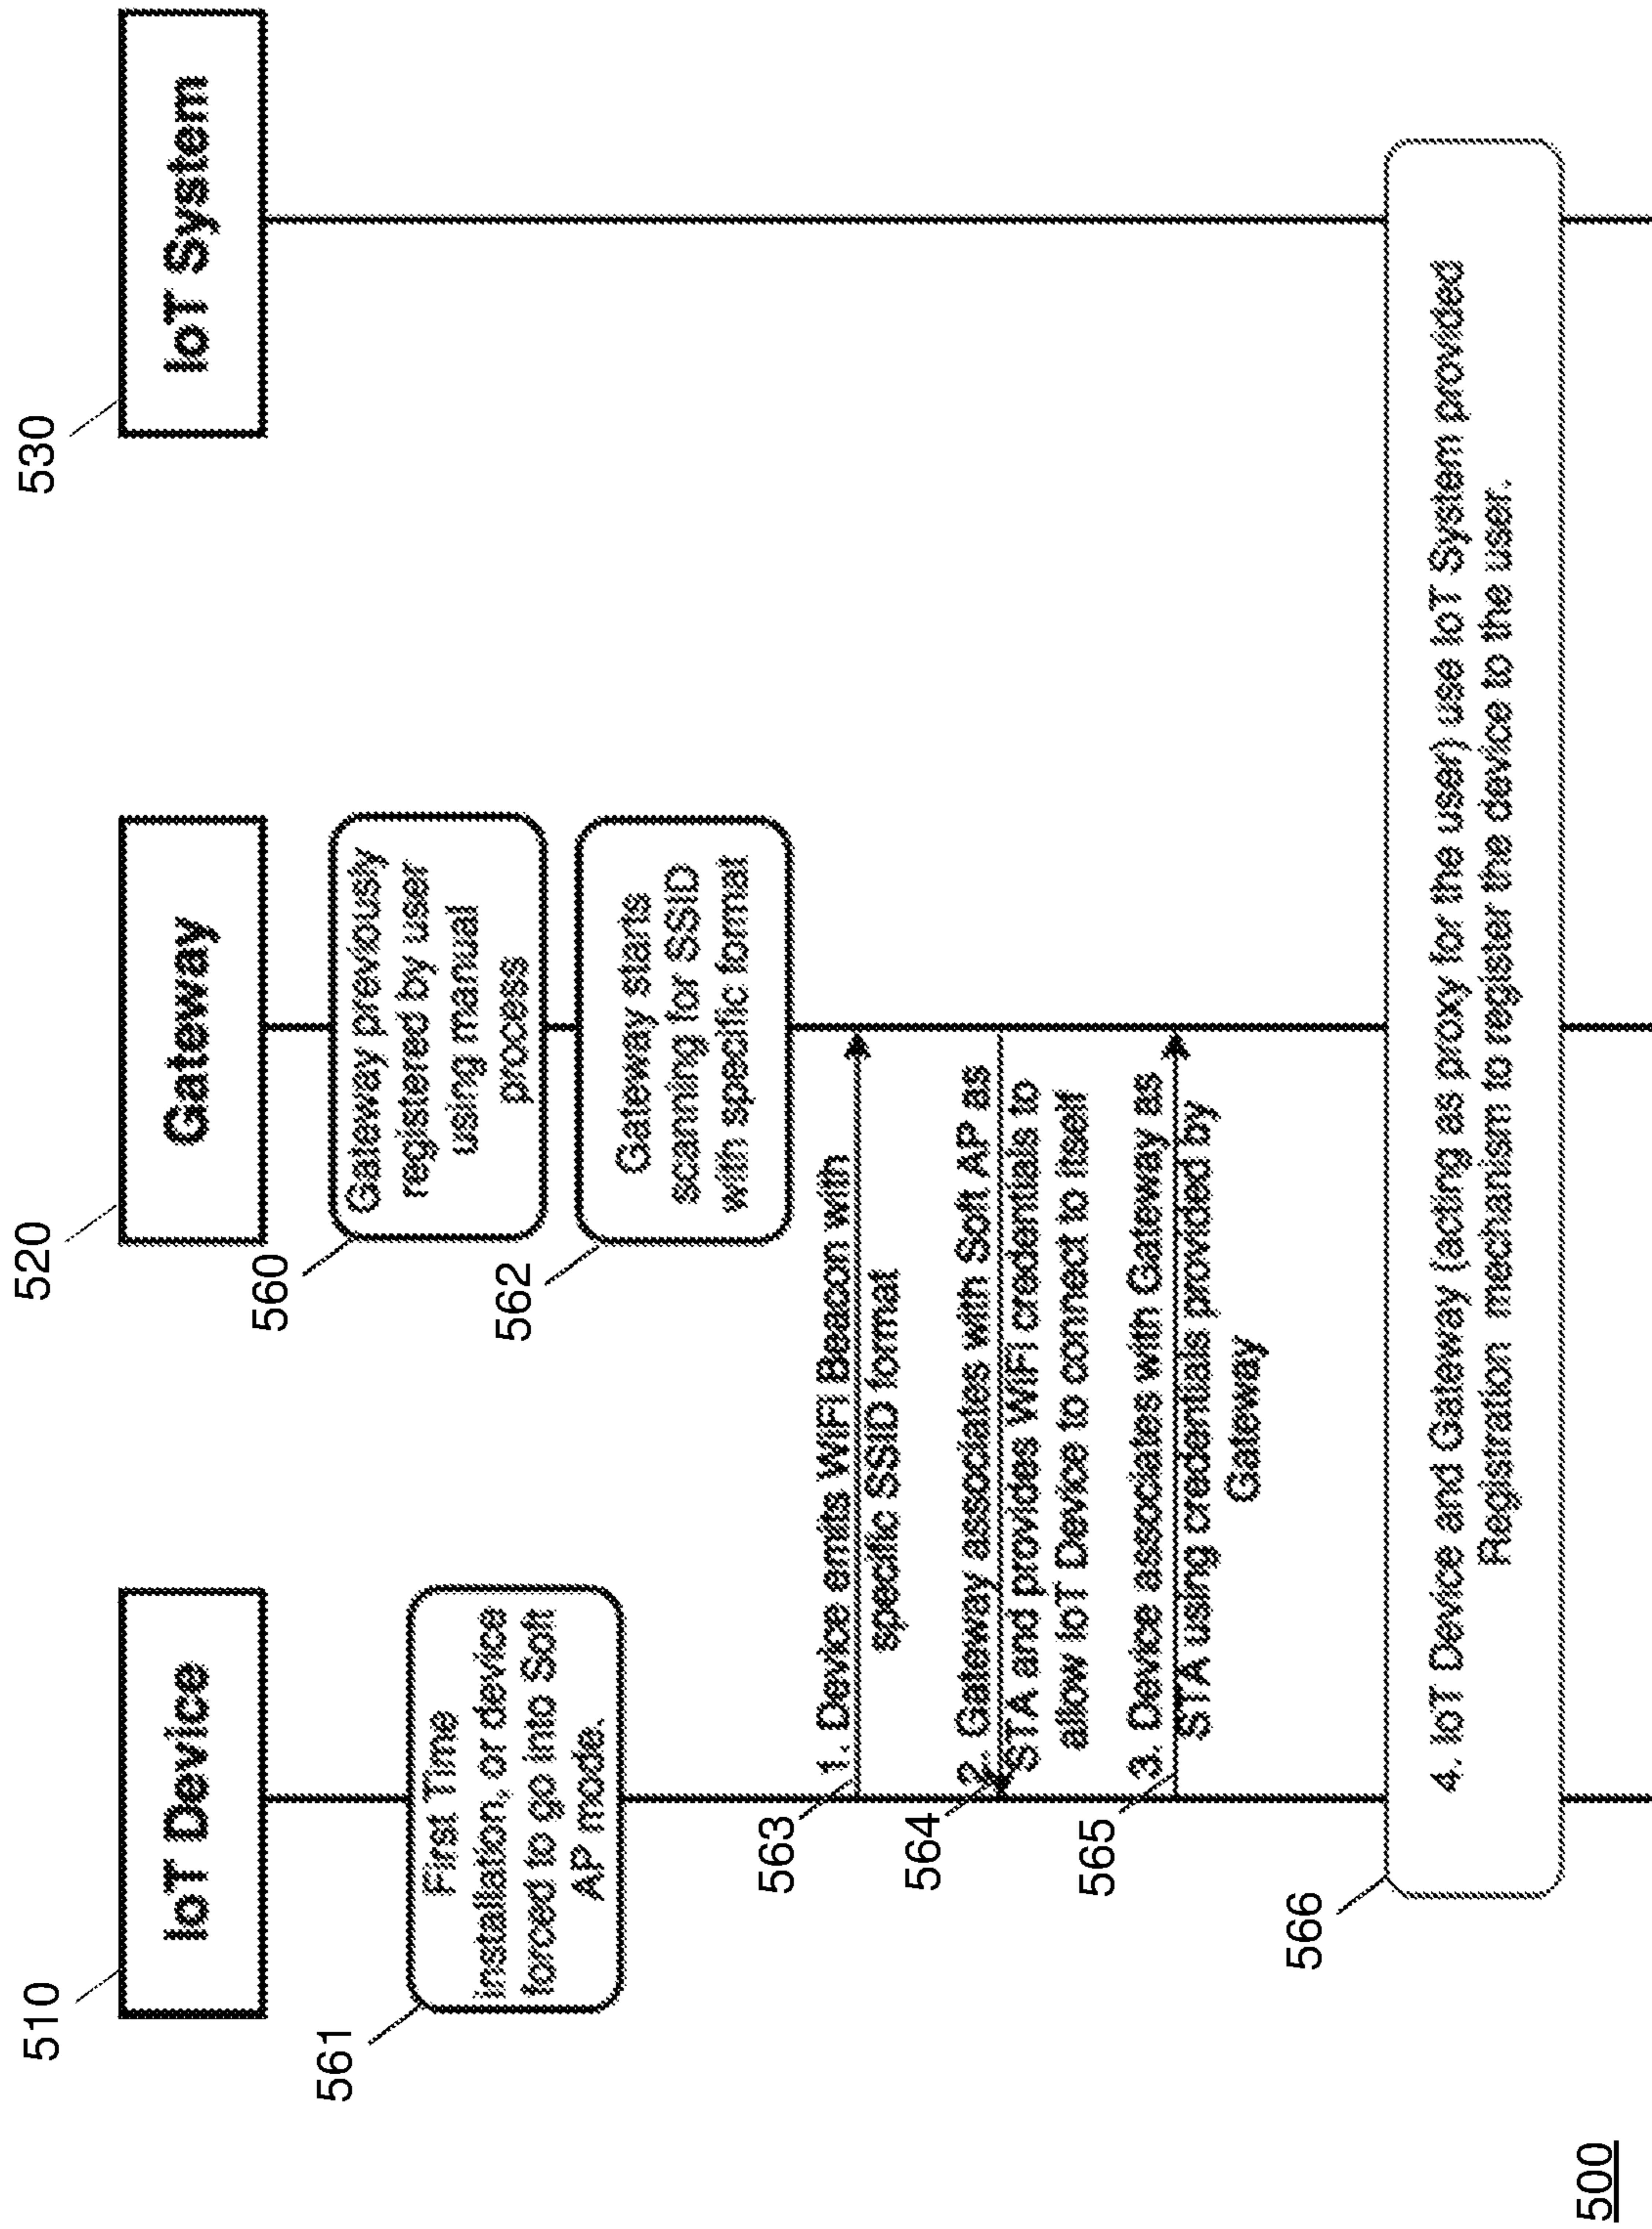 510
IoT Device
520
Gateway
530
IoT System
560
Gateway previously
registered by user
using manual
process
561
First Time
installation, or device
forced to go into Soft
AP mode.
562
Gateway starts
scanning for SSID
with specific format
563
1. Device emits WiFi Beacon with
specific SSID format
564
2. Gateway associates with Soft AP as
STA and provides WiFi credentials to
allow IoT Device to connect to itself
565
3. Device associates with Gateway as
STA using credentials provided by
Gateway
566
4. IoT Device and Gateway (acting as proxy for the user) use IoT System provided
Registration mechanism to register the device to the user.
500